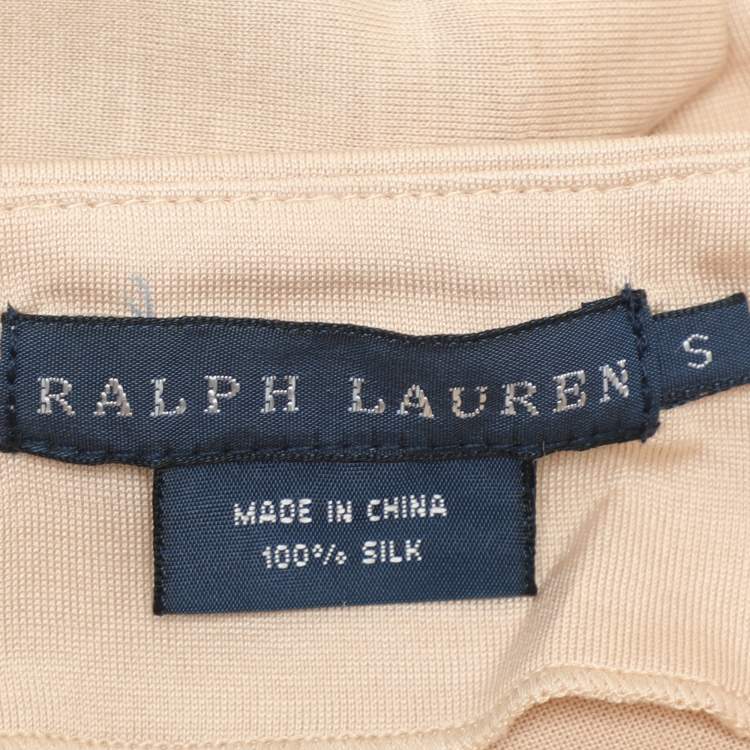 RALPH LAUREN
S
MADE IN CHINA
100% SILK